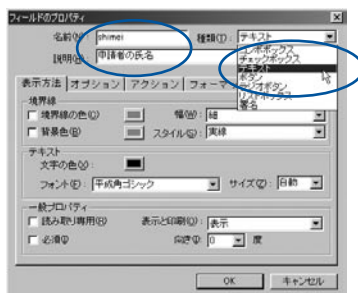 フィールドのプロパティ
名前(N): shimei
種類(T): テキスト
コンボボックス
チェックボックス
テキスト
ボタン
ラジオボタン
リストボックス
署名
説明(H): 申請者の氏名
表示方法 オプション アクション フォーマ
境界線
境界線の色(C) 幅(W): 細
背景色(B) スタイル(S): 実線
テキスト
文字の色(X):
フォント(F): 平成角ゴシック サイズ(Z): 自動
一般プロパティ
読み取り専用(R) 表示と印刷(D): 表示
必須(Q) 向き(I): 0 度
OK キャンセル